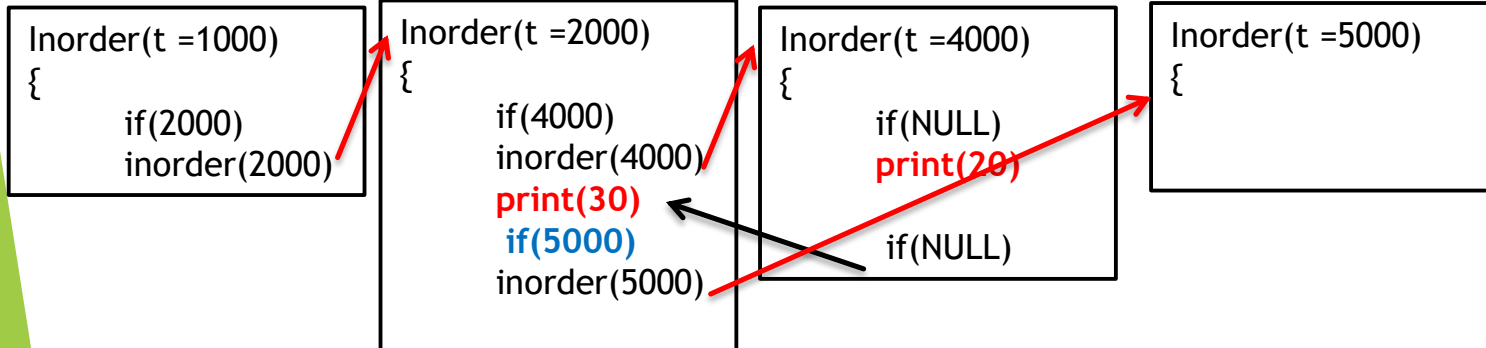 Inorder(t =1000)
{
if(2000)
inorder(2000)
Inorder(t =2000)
{
if(4000)
inorder(4000)
print(30)
if(5000)
inorder(5000)
Inorder(t =4000)
{
if(NULL)
print(20)
if(NULL)
Inorder(t =5000)
{